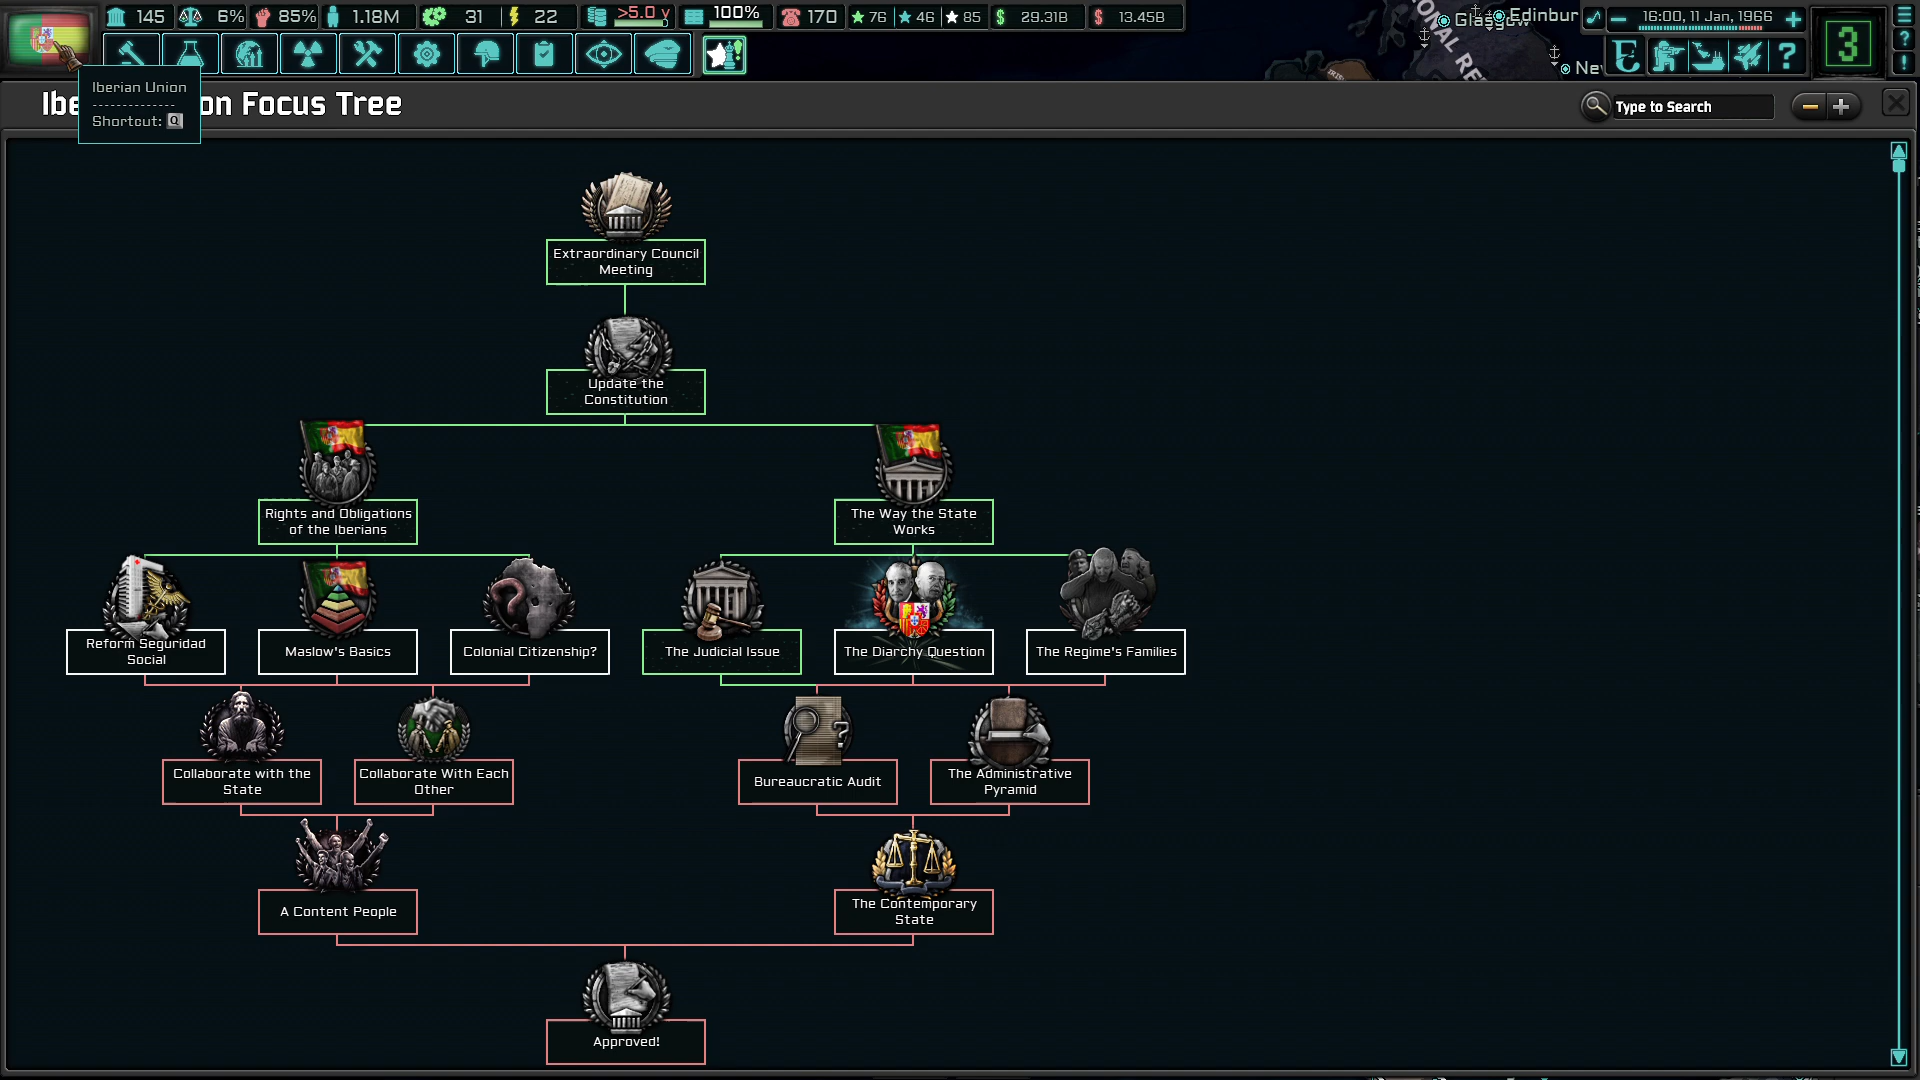 145
6%
85%
1.18M
31
22
>5.0 y
100%
170
76
46
85
$ 29.31B
$ 13.45B
Glasgow
Edinbur
16:00, 11 Jan, 1966
3
Iberian Union
--------------
Shortcut: Q
Ibe
on Focus Tree
Type to Search
Extraordinary Council
Meeting
Update the
Constitution
Rights and Obligations
of the Iberians
The Way the State
Works
Reform Seguridad
Social
Maslow's Basics
Colonial Citizenship?
The Judicial Issue
The Diarchy Question
The Regime's Families
Collaborate with the
State
Collaborate With Each
Other
Bureaucratic Audit
The Administrative
Pyramid
A Content People
The Contemporary
State
Approved!